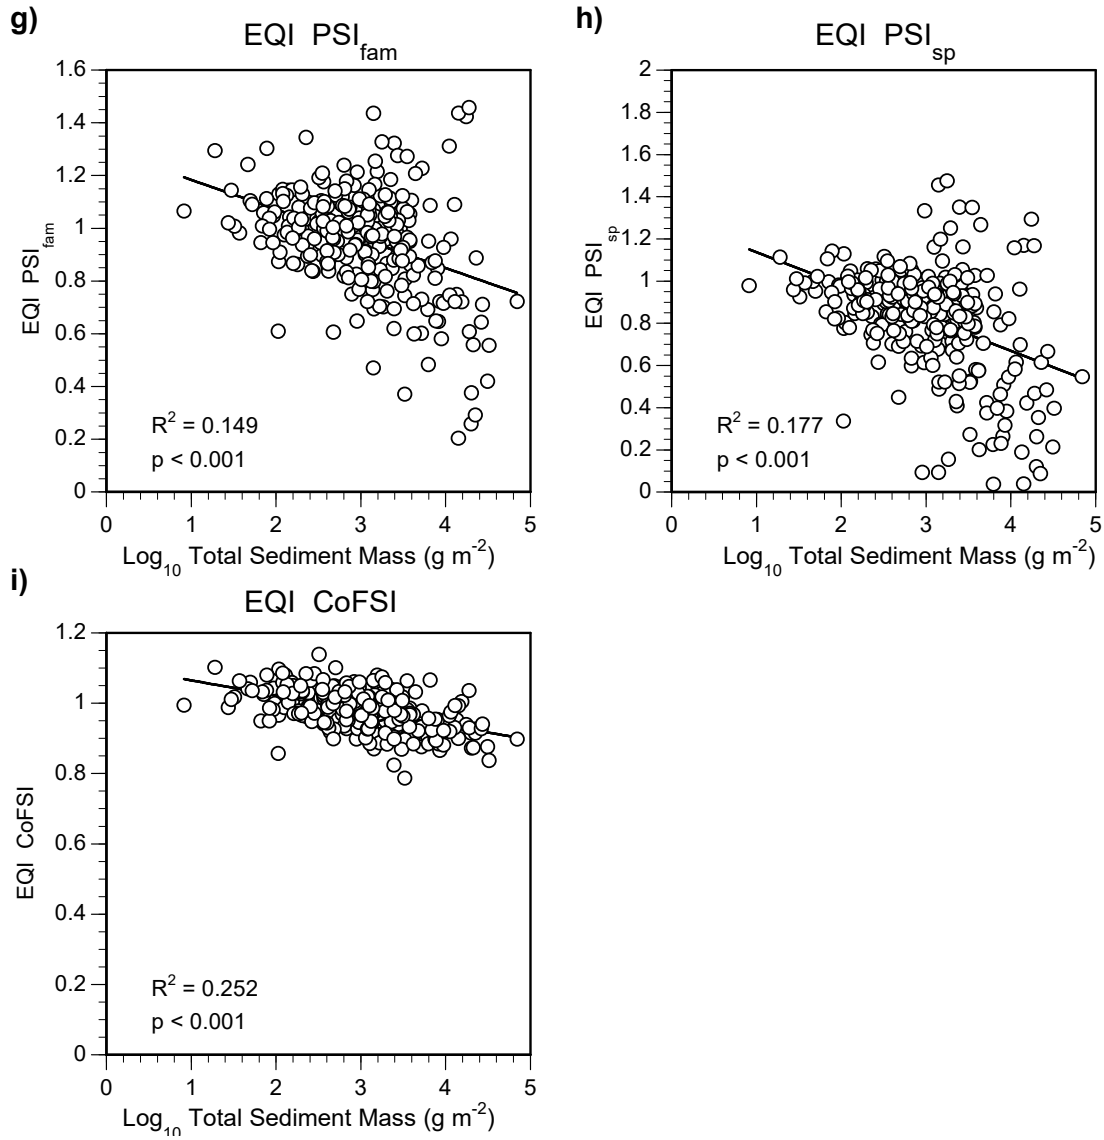 g)
EQI PSI_fam
1.6
1.4
1.2
1
0.8
0.6
0.4
0.2
0
EQI PSI_fam
R² = 0.149
p < 0.001
0 1 2 3 4 5
Log₁₀ Total Sediment Mass (g m⁻²)
h)
EQI PSI_sp
2
1.8
1.6
1.4
1.2
1
0.8
0.6
0.4
0.2
0
EQI PSI_sp
R² = 0.177
p < 0.001
0 1 2 3 4 5
Log₁₀ Total Sediment Mass (g m⁻²)
i)
EQI CoFSI
1.2
1
0.8
0.6
0.4
0.2
0
EQI CoFSI
R² = 0.252
p < 0.001
0 1 2 3 4 5
Log₁₀ Total Sediment Mass (g m⁻²)